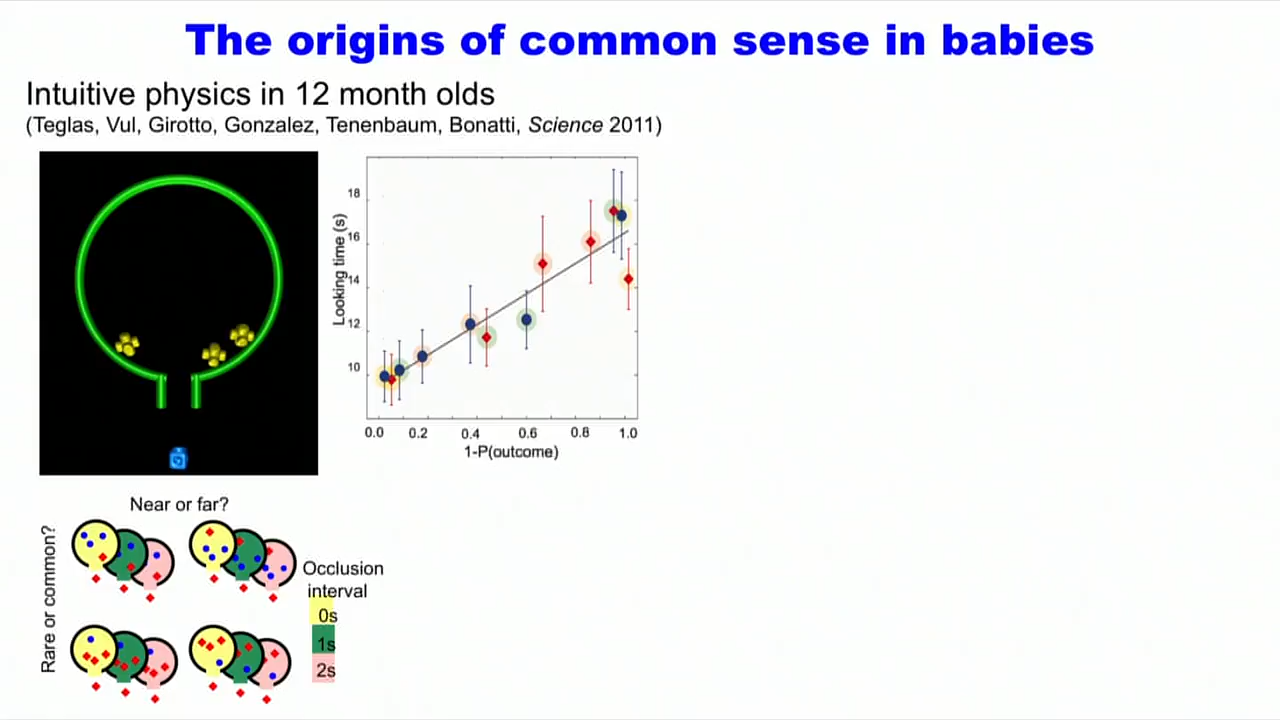 The origins of common sense in babies
Intuitive physics in 12 month olds
(Teglas, Vul, Girotto, Gonzalez, Tenenbaum, Bonatti, Science 2011)
Looking time (s)
18
16
14
12
10
0.0 0.2 0.4 0.6 0.8 1.0
1-P(outcome)
Near or far?
Rare or common?
Occlusion
interval
0s
1s
2s